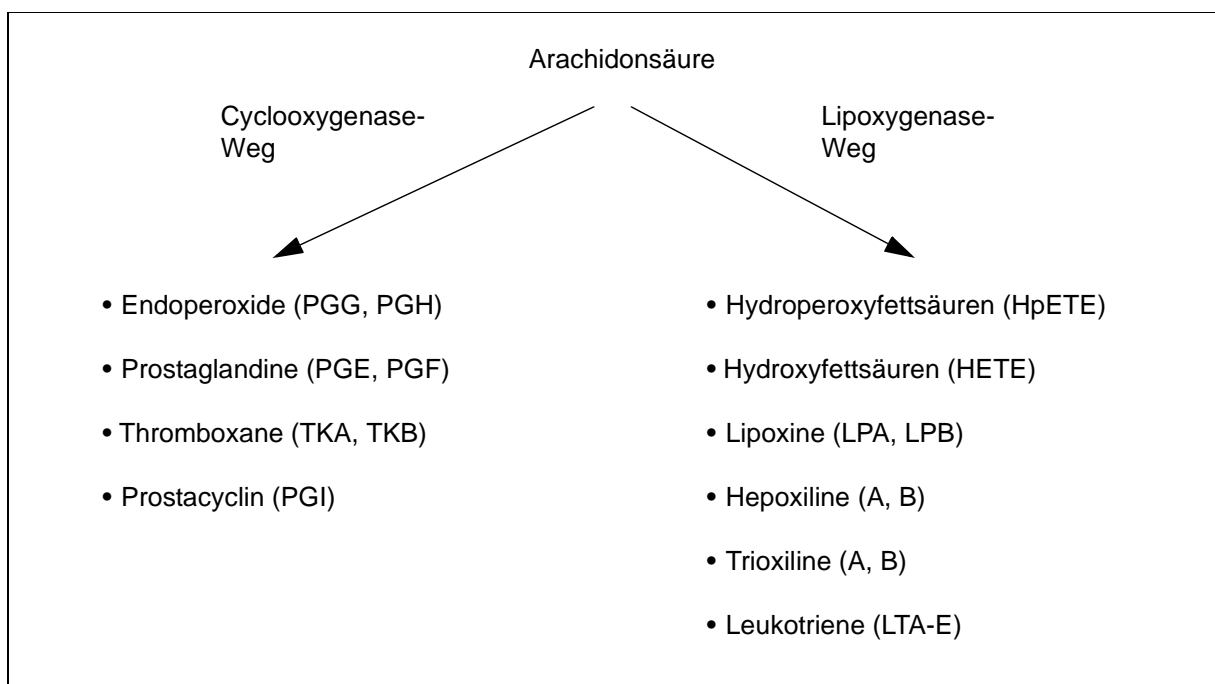 Arachidonsäure
Cyclooxygenase-
Weg
Lipoxygenase-
Weg
• Endoperoxide (PGG, PGH)
• Prostaglandine (PGE, PGF)
• Thromboxane (TKA, TKB)
• Prostacyclin (PGI)
• Hydroperoxyfettsäuren (HpETE)
• Hydroxyfettsäuren (HETE)
• Lipoxine (LPA, LPB)
• Hepoxiline (A, B)
• Trioxiline (A, B)
• Leukotriene (LTA-E)